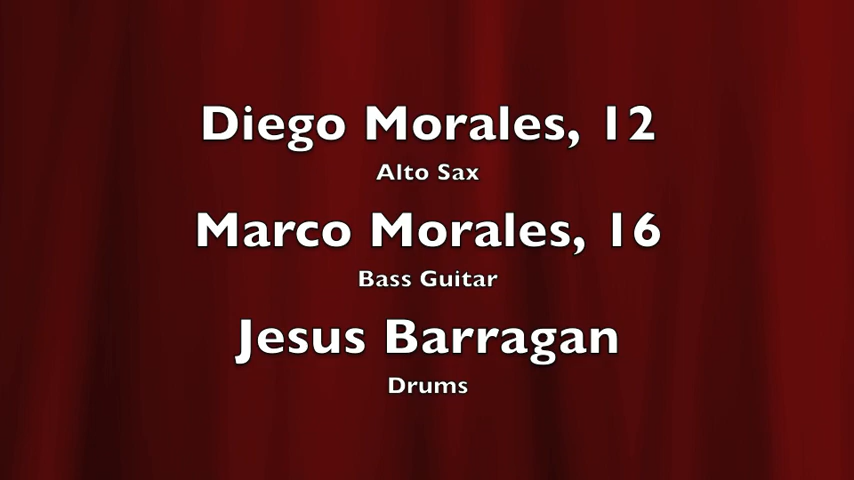 Diego Morales, 12
Alto Sax
Marco Morales, 16
Bass Guitar
Jesus Barragan
Drums